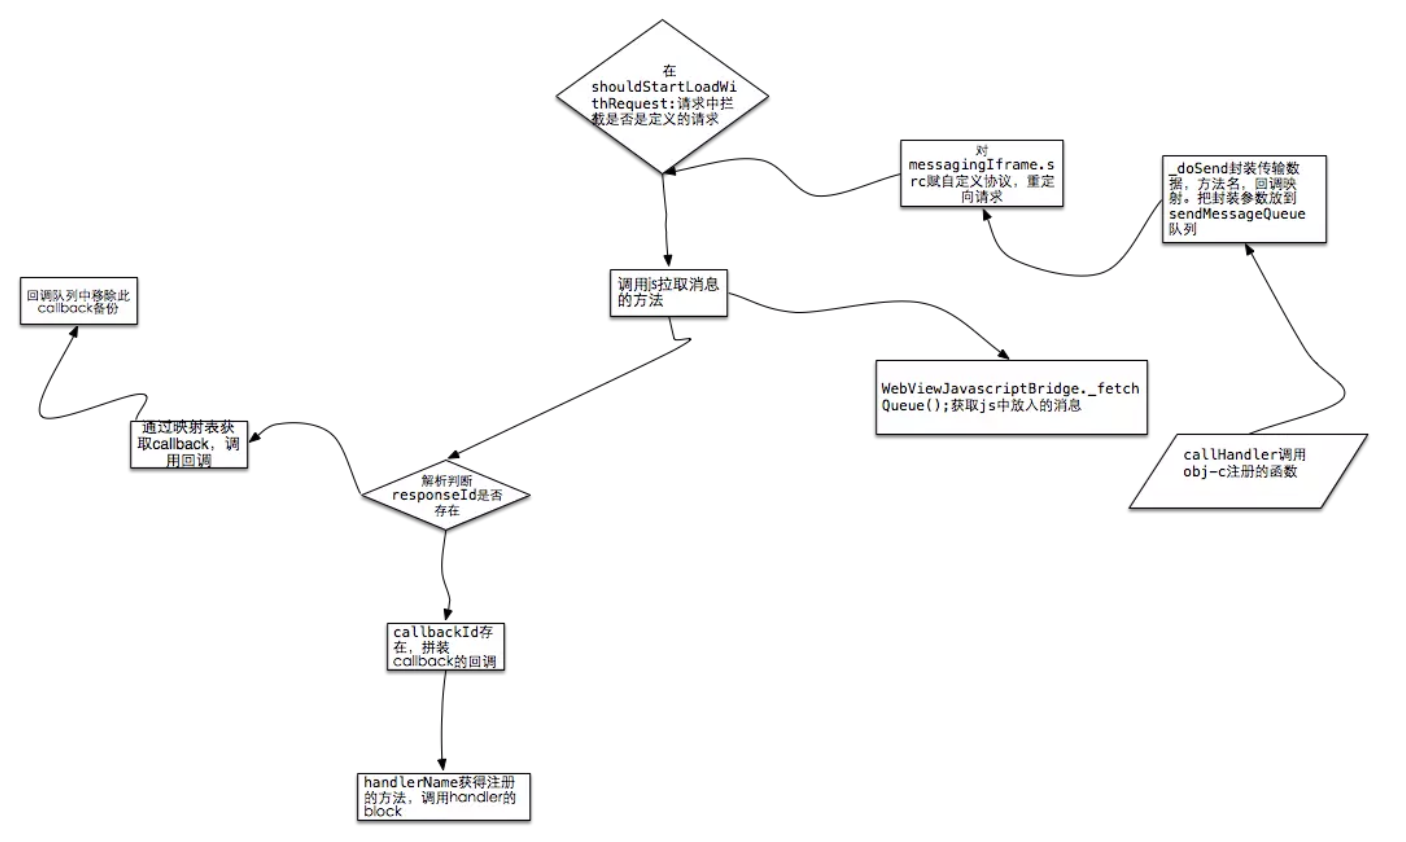 在
shouldStartLoadWi
thRequest:请求中拦
截是否是定义的请求
对
messagingIframe.s
rc赋自定义协议，重定
向请求
_doSend封装传输数
据，方法名，回调映
射。把封装参数放到
sendMessageQueue
队列
调用js拉取消息
的方法
回调队列中移除此
callback备份
WebViewJavascriptBridge._fetch
Queue();获取js中放入的消息
通过映射表获
取callback，调
用回调
callHandler调用
obj-c注册的函数
解析判断
responseId是否
存在
callbackId存
在，拼装
callback的回调
handlerName获得注册
的方法，调用handler的
block